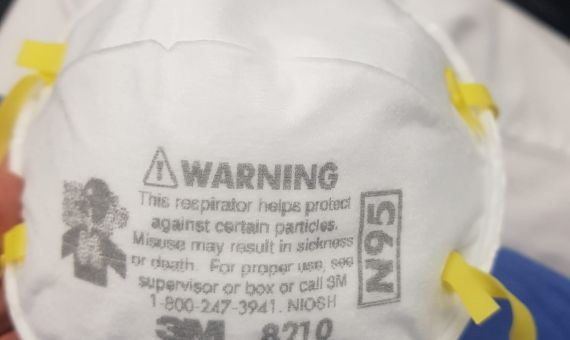 WARNING
This respirator helps protect
against certain particles.
Misuse may result in sickness
or death. For proper use, see
supervisor or box or call 3M
1-800-247-3941. NIOSH
3M 8210
N95